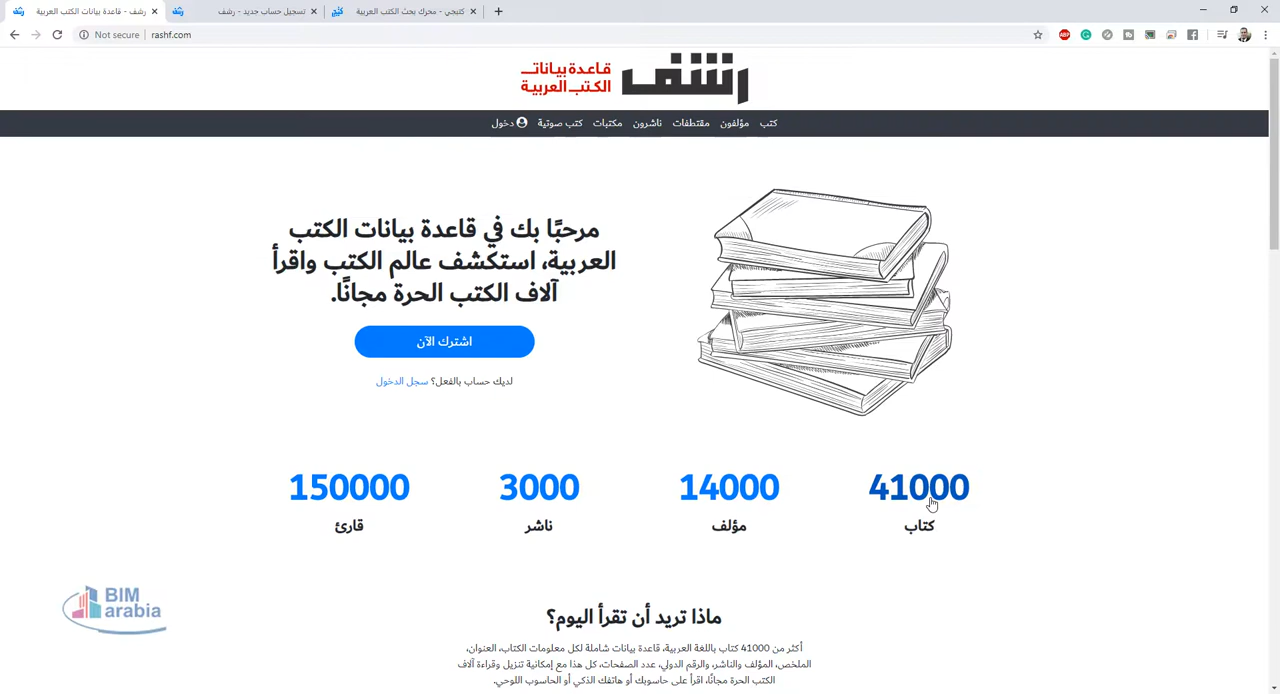 رشف - قاعدة بيانات الكتب العربية
تسجيل حساب جديد - رشف
كتبجي - محرك بحث الكتب العربية
Not secure
rashf.com
ABP
رشف
قاعدة بيانات
الكتب العربية
كتب
مؤلفون
مقتطفات
ناشرون
مكتبات
كتب صوتية
دخول
مرحبًا بك في قاعدة بيانات الكتب
العربية، استكشف عالم الكتب واقرأ
آلاف الكتب الحرة مجانًا.
اشترك الآن
لديك حساب بالفعل؟ سجل الدخول
41000
كتاب
14000
مؤلف
3000
ناشر
150000
قارئ
BIM
arabia
ماذا تريد أن تقرأ اليوم؟
أكثر من 41000 كتاب باللغة العربية، قاعدة بيانات شاملة لكل معلومات الكتاب، العنوان،
الملخص، المؤلف والناشر، والرقم الدولي، عدد الصفحات، كل هذا مع إمكانية تنزيل وقراءة آلاف
الكتب الحرة مجانًا، اقرأ على حاسوبك أو هاتفك الذكي أو الحاسوب اللوحي.